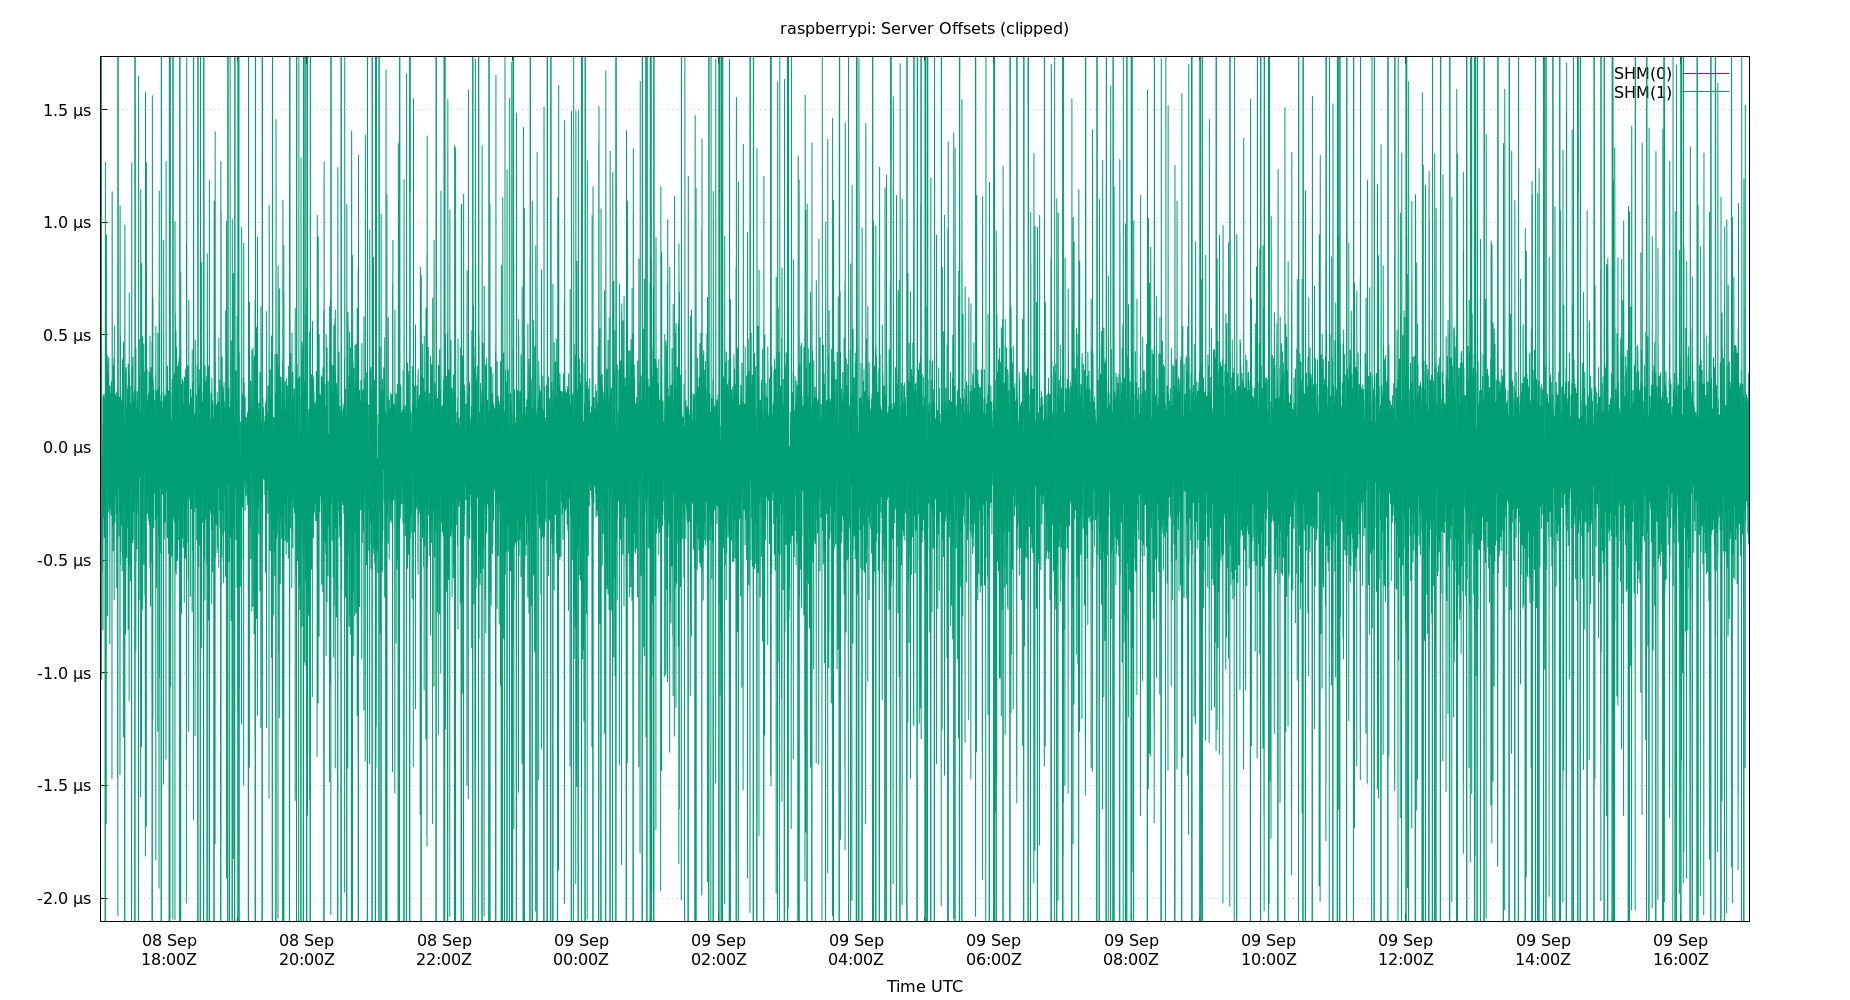 raspberrypi: Server Offsets (clipped)
SHM(0)
SHM(1)
1.5 µs
1.0 µs
0.5 µs
0.0 µs
-0.5 µs
-1.0 µs
-1.5 µs
-2.0 µs
08 Sep 08 Sep 08 Sep 09 Sep 09 Sep 09 Sep 09 Sep 09 Sep 09 Sep 09 Sep 09 Sep 09 Sep
18:00Z 20:00Z 22:00Z 00:00Z 02:00Z 04:00Z 06:00Z 08:00Z 10:00Z 12:00Z 14:00Z 16:00Z
Time UTC